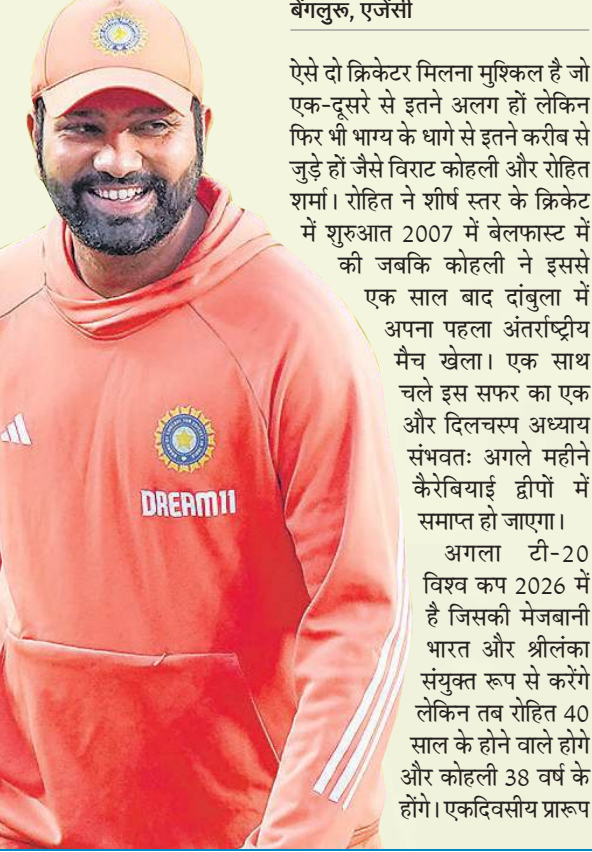 बेंगलुरू, एजेंसी
ऐसे दो क्रिकेटर मिलना मुश्किल है जो
एक-दूसरे से इतने अलग हों लेकिन
फिर भी भाग्य के धागे से इतने करीब से
जुड़े हों जैसे विराट कोहली और रोहित
शर्मा। रोहित ने शीर्ष स्तर के क्रिकेट
में शुरुआत 2007 में बेलफास्ट में
की जबकि कोहली ने इससे
एक साल बाद दांबुला में
अपना पहला अंतर्राष्ट्रीय
मैच खेला। एक साथ
चले इस सफर का एक
और दिलचस्प अध्याय
संभवतः अगले महीने
कैरेबियाई द्वीपों में
समाप्त हो जाएगा।
अगला टी-20
विश्व कप 2026 में
है जिसकी मेजबानी
भारत और श्रीलंका
संयुक्त रूप से करेंगे
लेकिन तब रोहित 40
साल के होने वाले होगे
और कोहली 38 वर्ष के
होंगे। एकदिवसीय प्रारूप
DREAM11